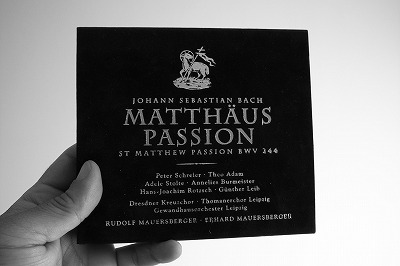 JOHANN SEBASTIAN BACH
MATTHÄUS
PASSION
ST MATTHEW PASSION BWV 244
Peter Schreier · Theo Adam
Adele Stolte · Annelies Burmeister
Hans-Joachim Rotzsch · Günther Leib
Dresdner Kreuzchor · Thomanerchor Leipzig
Gewandhausorchester Leipzig
RUDOLF MAUERSBERGER · ERHARD MAUERSBERGER